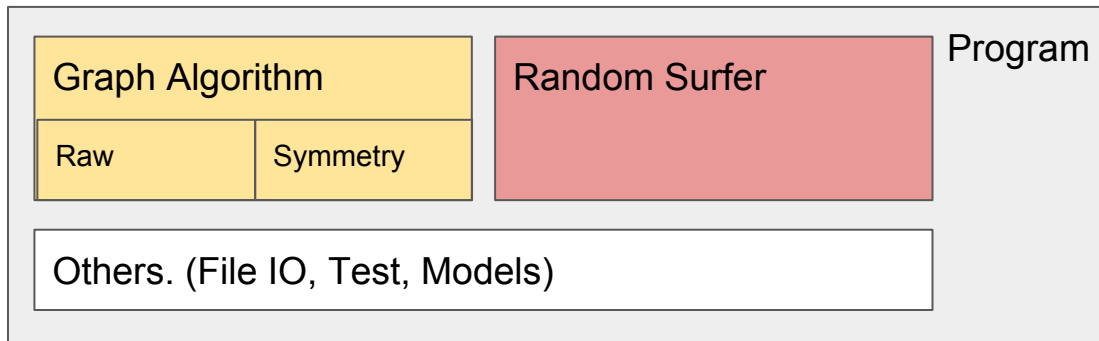 Program
Graph Algorithm
Random Surfer
Raw
Symmetry
Others. (File IO, Test, Models)